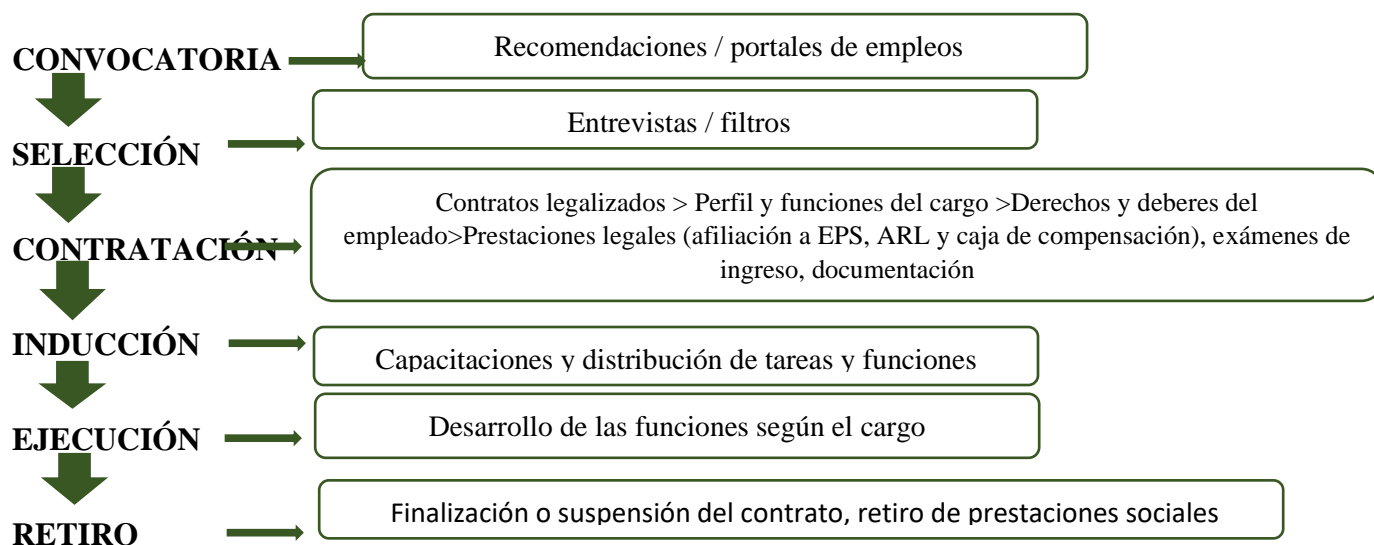 CONVOCATORIA
Recomendaciones / portales de empleos
SELECCIÓN
Entrevistas / filtros
CONTRATACIÓN
Contratos legalizados > Perfil y funciones del cargo >Derechos y deberes del
empleado>Prestaciones legales (afiliación a EPS, ARL y caja de compensación), exámenes de
ingreso, documentación
INDUCCIÓN
Capacitaciones y distribución de tareas y funciones
EJECUCIÓN
Desarrollo de las funciones según el cargo
RETIRO
Finalización o suspensión del contrato, retiro de prestaciones sociales